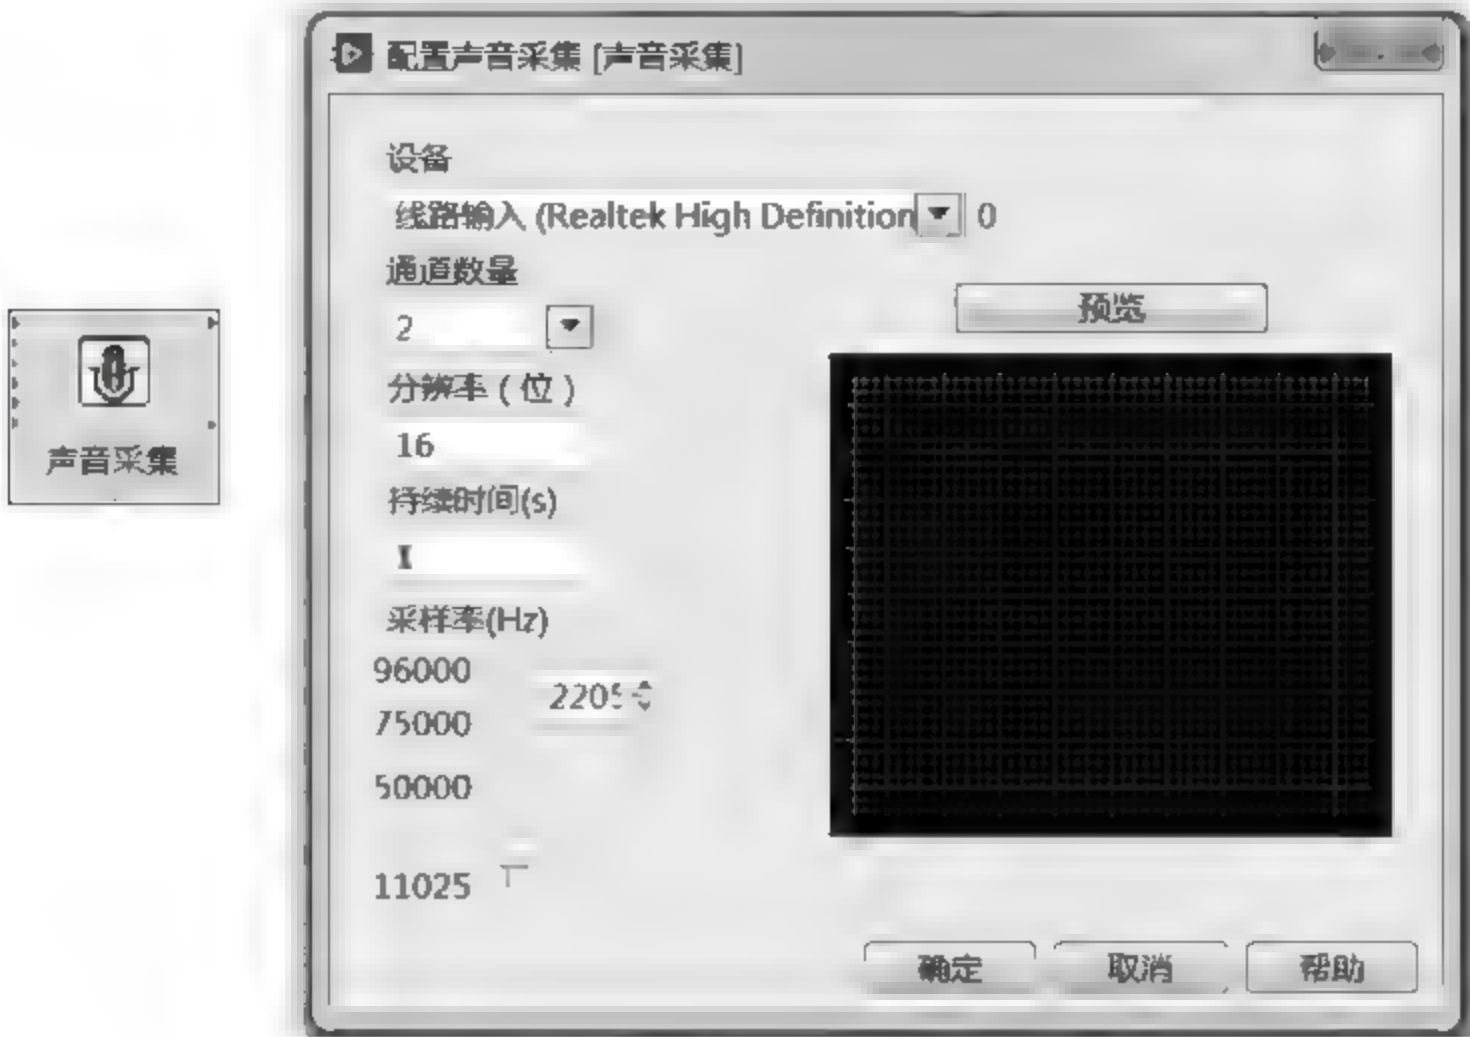 声音采集
配置声音采集 [声音采集]
设备
线路输入 (Realtek High Definition 0
通道数量
2
预览
分辨率(位)
16
持续时间(s)
采样率(Hz)
96000
75000
50000
11025
确定 取消 帮助